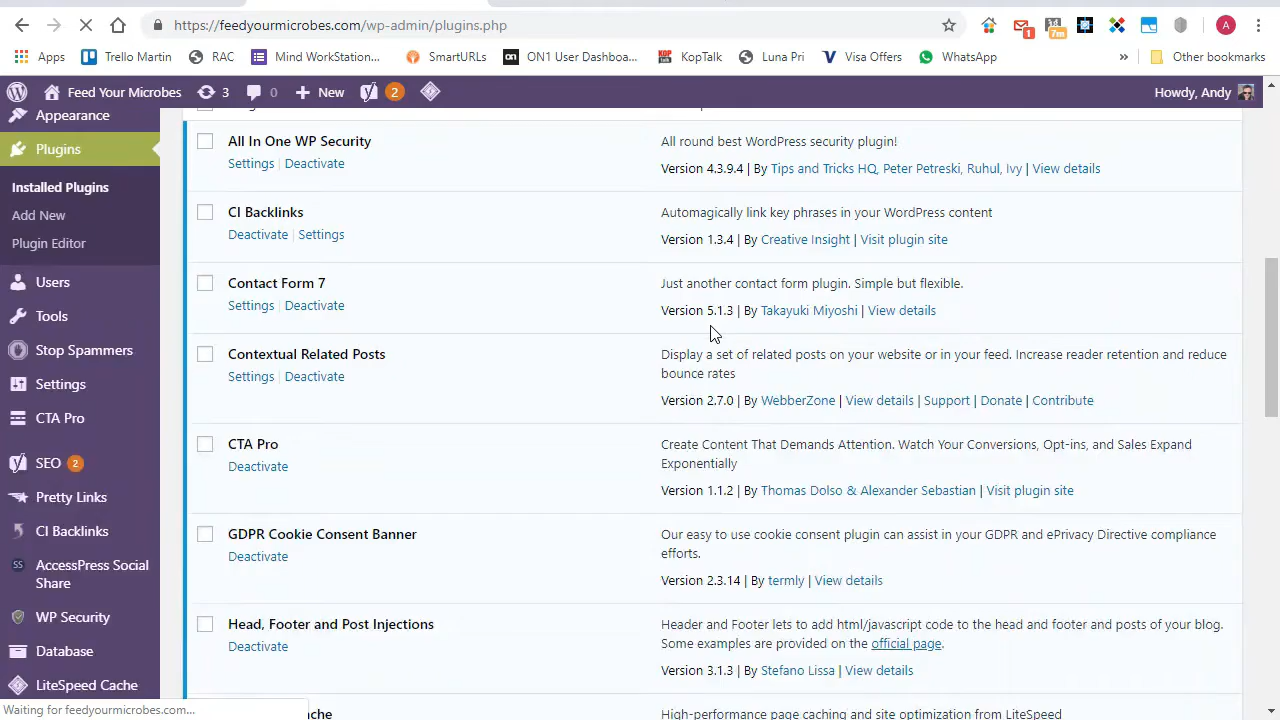 https://feedyourmicrobes.com/wp-admin/plugins.php
1
7m
A
Apps
Trello Martin
RAC
Mind WorkStation...
on
ON1 User Dashboa...
KopTalk
Luna Pri
Visa Offers
WhatsApp
»
Other bookmarks
Feed Your Microbes
3
0
New
2
Howdy, Andy
Appearance
Plugins
Installed Plugins
Add New
Plugin Editor
Users
Tools
Stop Spammers
Settings
CTA Pro
SEO 2
Pretty Links
CI Backlinks
AccessPress Social
Share
WP Security
Database
LiteSpeed Cache
All In One WP Security
Settings | Deactivate
All round best WordPress security plugin!
Version 4.3.9.4 | By Tips and Tricks HQ, Peter Petreski, Ruhul, Ivy | View details
CI Backlinks
Deactivate | Settings
Automagically link key phrases in your WordPress content
Version 1.3.4 | By Creative Insight | Visit plugin site
Contact Form 7
Settings | Deactivate
Just another contact form plugin. Simple but flexible.
Version 5.1.3 | By Takayuki Miyoshi | View details
Contextual Related Posts
Settings | Deactivate
Display a set of related posts on your website or in your feed. Increase reader retention and reduce
bounce rates
Version 2.7.0 | By WebberZone | View details | Support | Donate | Contribute
CTA Pro
Deactivate
Create Content That Demands Attention. Watch Your Conversions, Opt-ins, and Sales Expand
Exponentially
Version 1.1.2 | By Thomas Dolso & Alexander Sebastian | Visit plugin site
GDPR Cookie Consent Banner
Deactivate
Our easy to use cookie consent plugin can assist in your GDPR and ePrivacy Directive compliance
efforts.
Version 2.3.14 | By termly | View details
Head, Footer and Post Injections
Deactivate
Header and Footer lets to add html/javascript code to the head and footer and posts of your blog.
Some examples are provided on the official page.
Version 3.1.3 | By Stefano Lissa | View details
High-performance page caching and site optimization from LiteSpeed
Waiting for feedyourmicrobes.com...